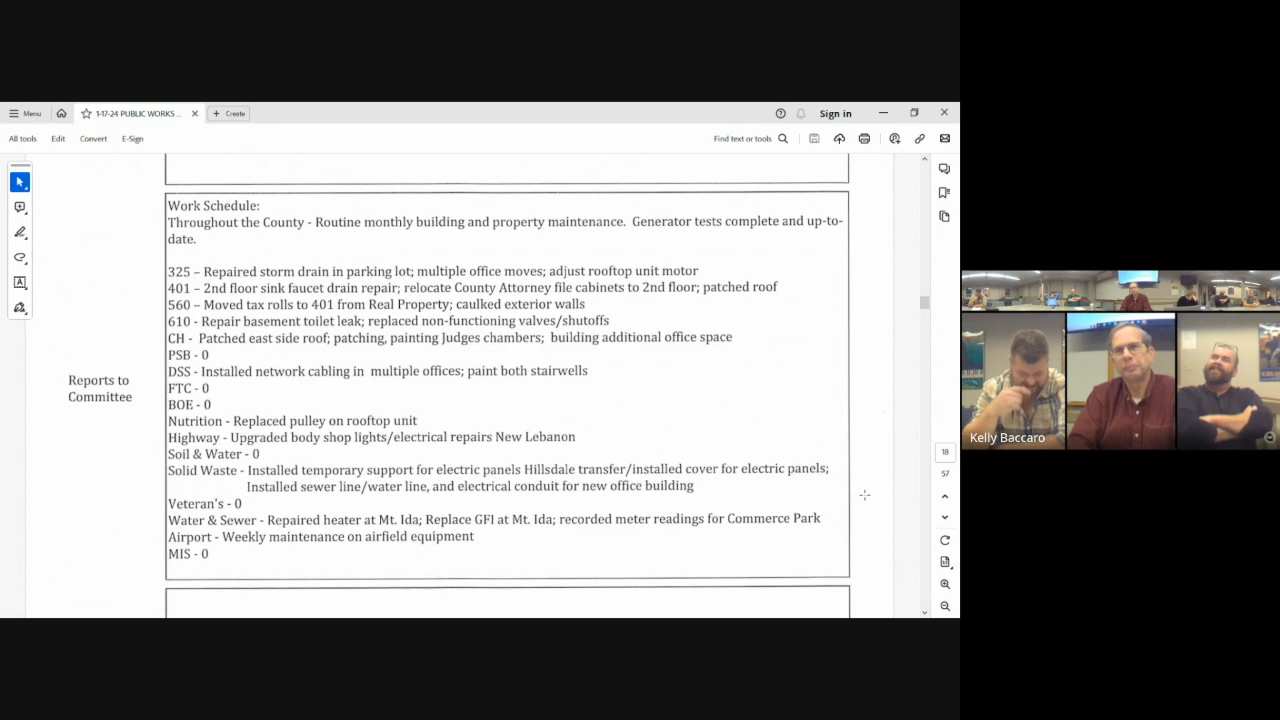 Menu
1-17-24 PUBLIC WORKS ...
Create
Sign in
All tools
Edit
Convert
E-Sign
Find text or tools
Work Schedule:
Throughout the County - Routine monthly building and property maintenance. Generator tests complete and up-to-
date.
325 – Repaired storm drain in parking lot; multiple office moves; adjust rooftop unit motor
401 – 2nd floor sink faucet drain repair; relocate County Attorney file cabinets to 2nd floor; patched roof
560 – Moved tax rolls to 401 from Real Property; caulked exterior walls
610 - Repair basement toilet leak; replaced non-functioning valves/shutoffs
CH - Patched east side roof; patching, painting Judges chambers; building additional office space
PSB - 0
DSS - Installed network cabling in multiple offices; paint both stairwells
Reports to
Committee
FTC - 0
BOE - 0
Nutrition - Replaced pulley on rooftop unit
Highway - Upgraded body shop lights/electrical repairs New Lebanon
Soil & Water - 0
Solid Waste - Installed temporary support for electric panels Hillsdale transfer/installed cover for electric panels;
Installed sewer line/water line, and electrical conduit for new office building
Veteran's - 0
Water & Sewer - Repaired heater at Mt. Ida; Replace GFI at Mt. Ida; recorded meter readings for Commerce Park
Airport - Weekly maintenance on airfield equipment
MIS - 0
18
57
Kelly Baccaro